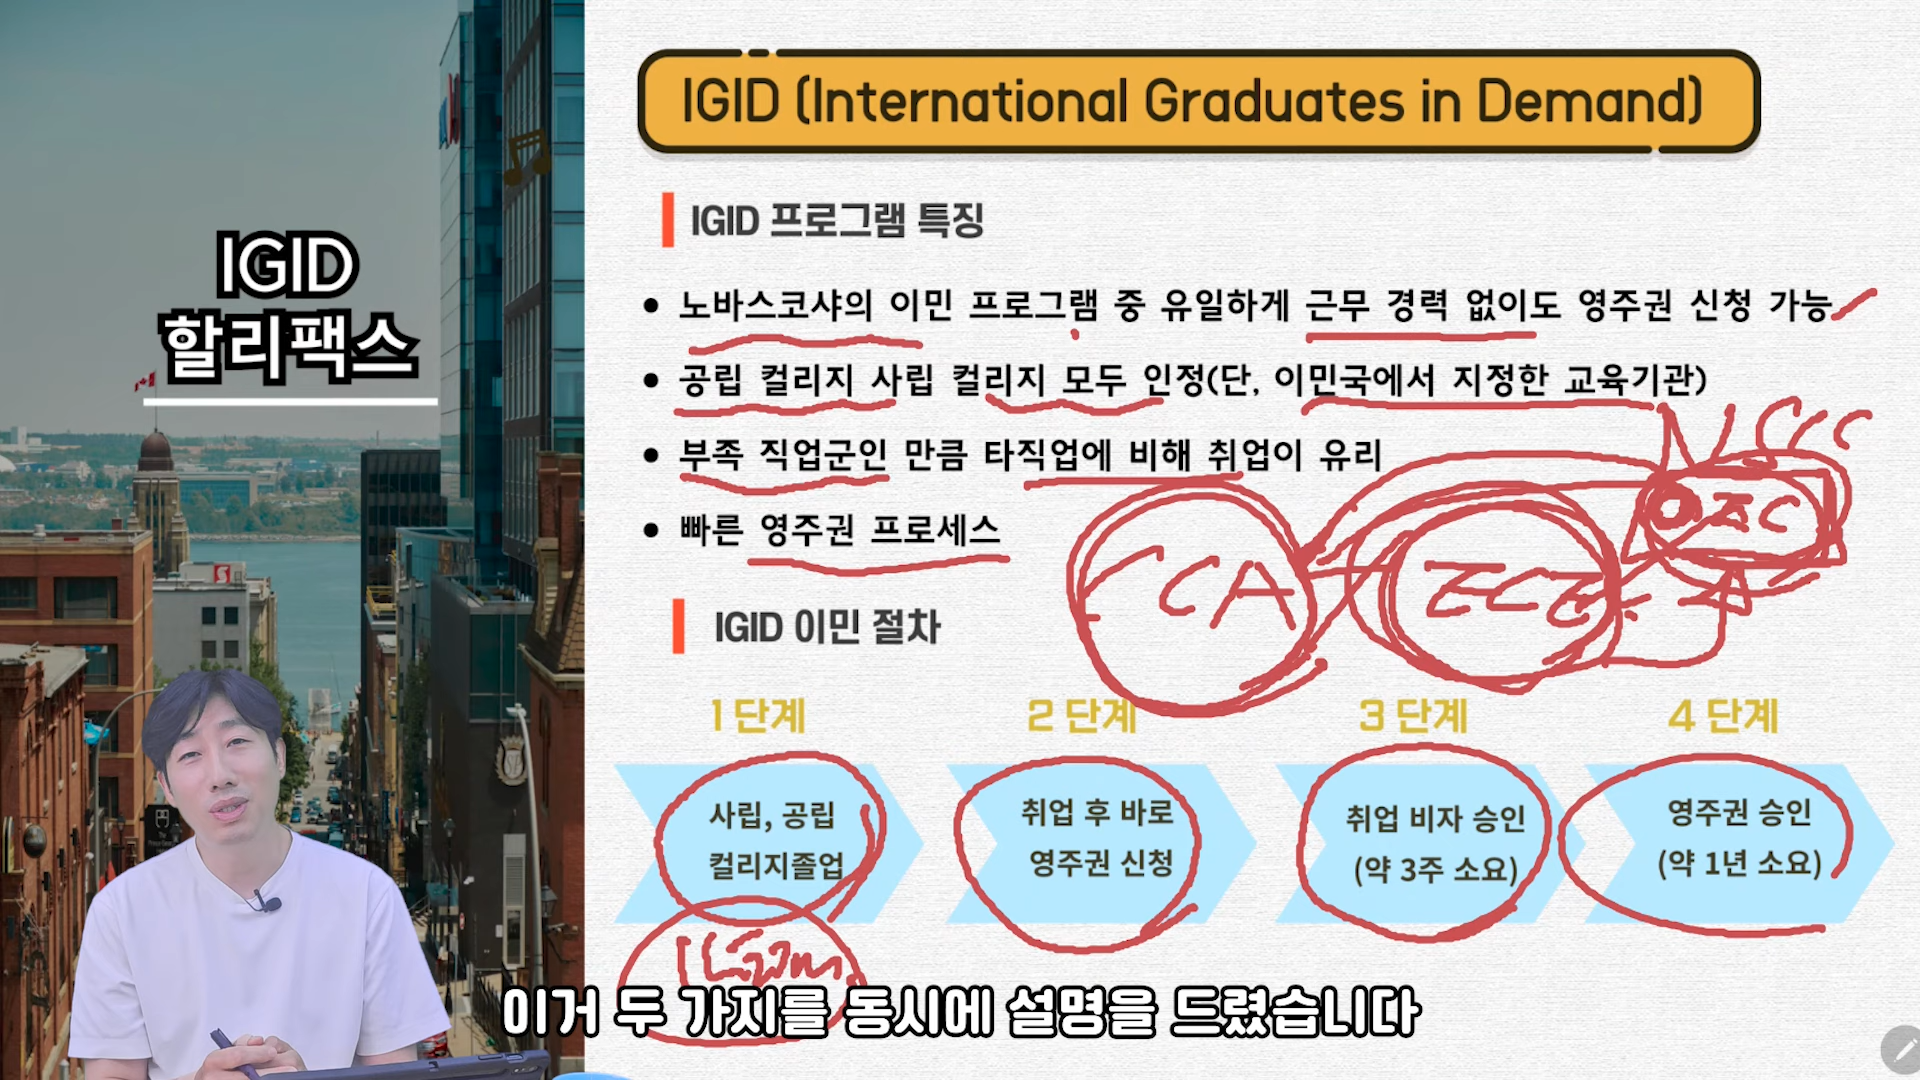 IGID
할리팩스
IGID (International Graduates in Demand)
IGID 프로그램 특징
• 노바스코샤의 이민 프로그램 중 유일하게 근무 경력 없이도 영주권 신청 가능
• 공립 컬리지 사립 컬리지 모두 인정(단, 이민국에서 지정한 교육기관)
• 부족 직업군인 만큼 타직업에 비해 취업이 유리
• 빠른 영주권 프로세스
NSCC
CCA
ECE
IGID 이민 절차
1 단계
사립, 공립
컬리지졸업
2 단계
취업 후 바로
영주권 신청
3 단계
취업 비자 승인
(약 3주 소요)
4 단계
영주권 승인
(약 1년 소요)
이거 두 가지를 동시에 설명을 드렸습니다